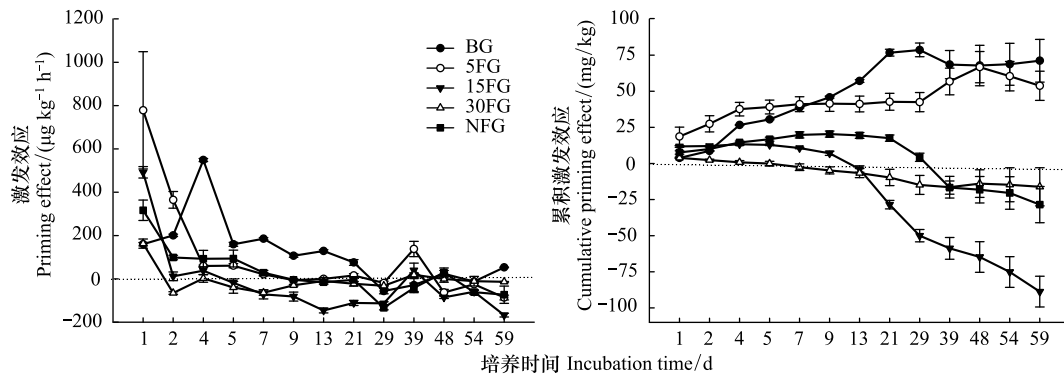 激发效应
Priming effect/(μg kg⁻¹ h⁻¹)
1200
1000
800
600
400
200
0
−200
BG
5FG
15FG
30FG
NFG
1 2 4 5 7 9 13 21 29 39 48 54 59
累积激发效应
Cumulative priming effect/(mg/kg)
100
75
50
25
0
−25
−50
−75
−100
1 2 4 5 7 9 13 21 29 39 48 54 59
培养时间 Incubation time/d